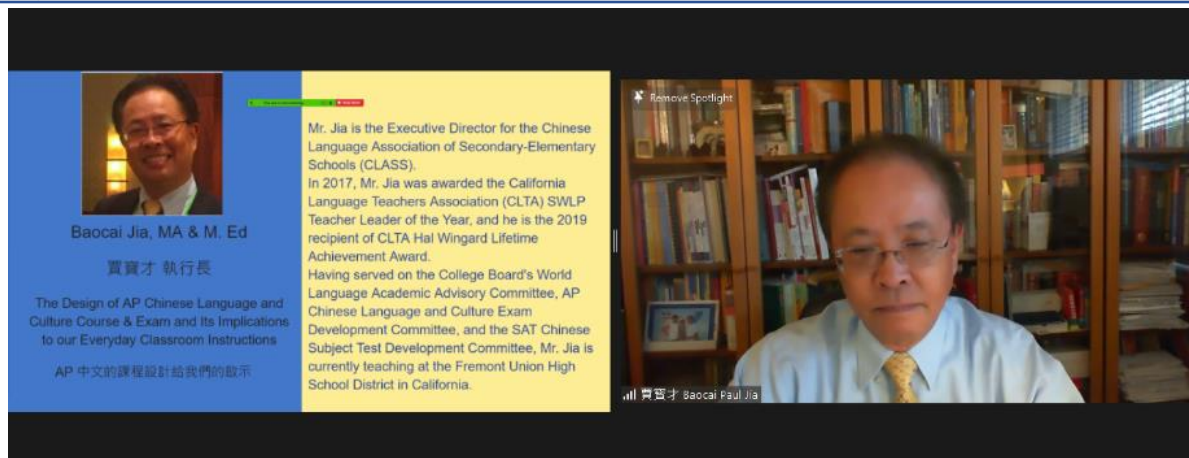 Baocai Jia, MA & M. Ed
賈寶才 執行長
The Design of AP Chinese Language and
Culture Course & Exam and Its Implications
to our Everyday Classroom Instructions
AP 中文的課程設計給我們的啟示
Mr. Jia is the Executive Director for the Chinese
Language Association of Secondary-Elementary
Schools (CLASS).
In 2017, Mr. Jia was awarded the California
Language Teachers Association (CLTA) SWLP
Teacher Leader of the Year, and he is the 2019
recipient of CLTA Hal Wingard Lifetime
Achievement Award.
Having served on the College Board's World
Language Academic Advisory Committee, AP
Chinese Language and Culture Exam
Development Committee, and the SAT Chinese
Subject Test Development Committee, Mr. Jia is
currently teaching at the Fremont Union High
School District in California.
Remove Spotlight
賈寶才 Baocai Paul Jia